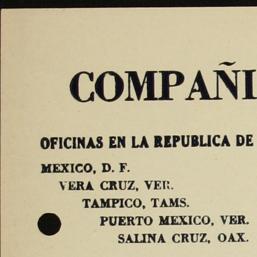 COMPAÑI
OFICINAS EN LA REPUBLICA DE
MEXICO, D. F.
VERA CRUZ, VER.
TAMPICO, TAMS.
PUERTO MEXICO, VER.
SALINA CRUZ, OAX.